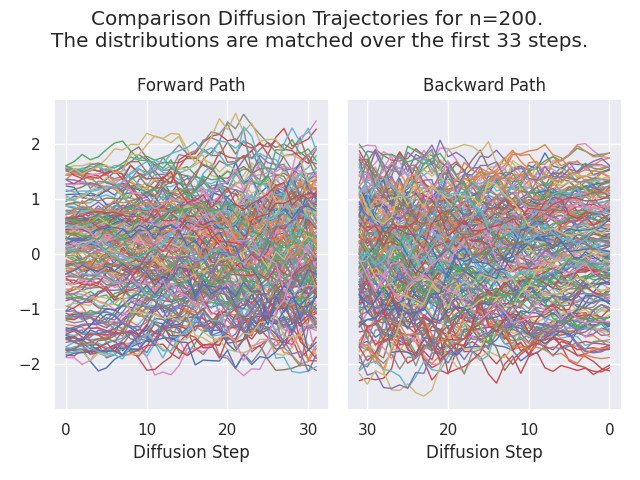 Comparison Diffusion Trajectories for n=200.
The distributions are matched over the first 33 steps.
Forward Path
Backward Path
2
1
0
−1
−2
0 10 20 30
30 20 10 0
Diffusion Step
Diffusion Step